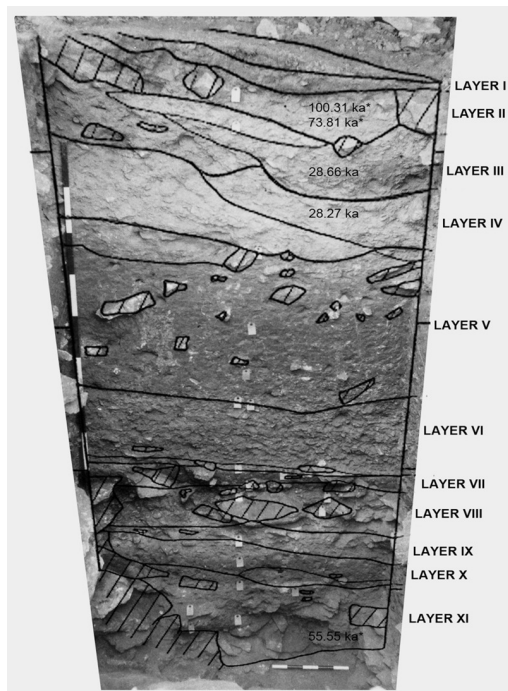 LAYER I
100.31 ka*
LAYER II
73.81 ka*
28.66 ka
LAYER III
28.27 ka
LAYER IV
LAYER V
LAYER VI
LAYER VII
LAYER VIII
LAYER IX
LAYER X
LAYER XI
55.55 ka*